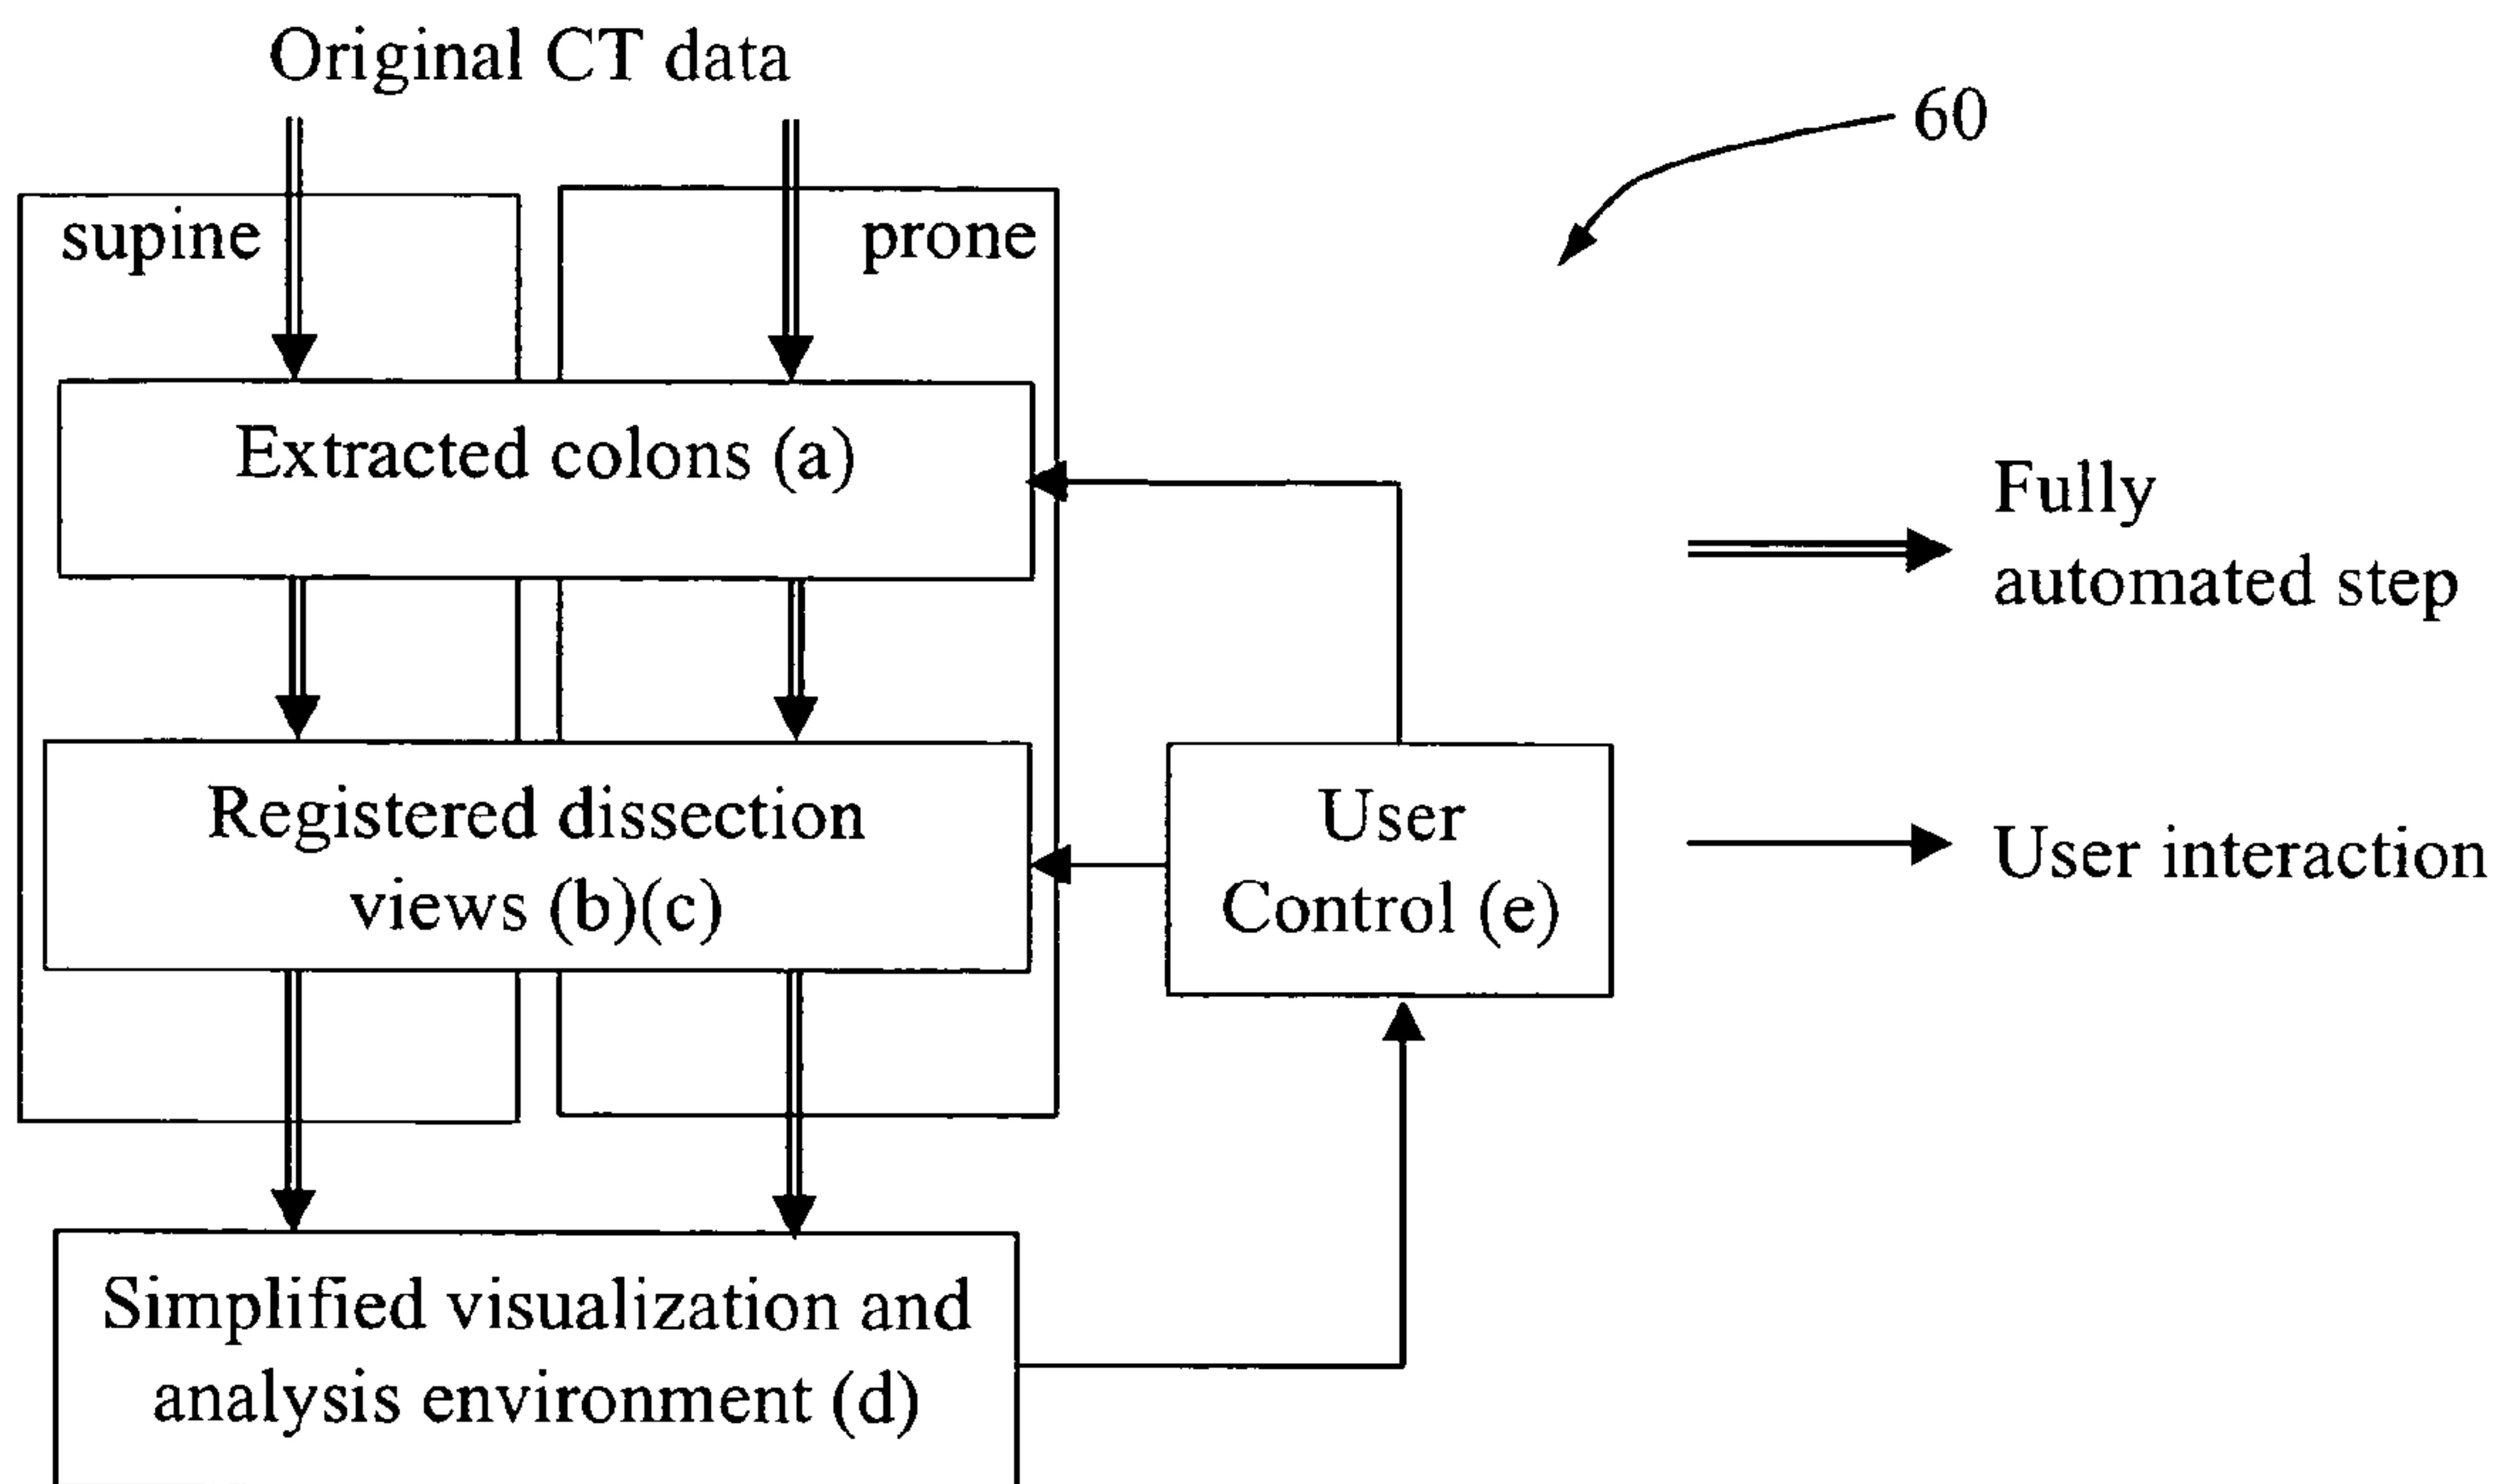 Original CT data
60
supine
prone
Extracted colons (a)
Fully
automated step
Registered dissection
views (b)(c)
User
Control (e)
User interaction
Simplified visualization and
analysis environment (d)